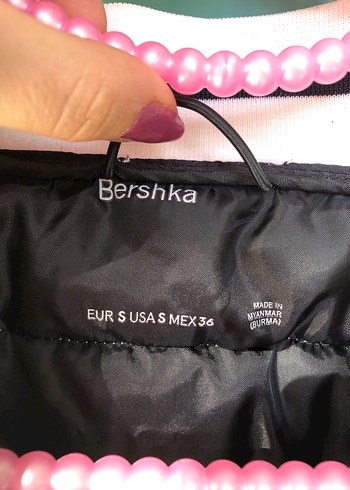 Bershka
EUR S USA S MEX 36
MADE IN
MYANMAR
(BURMA)